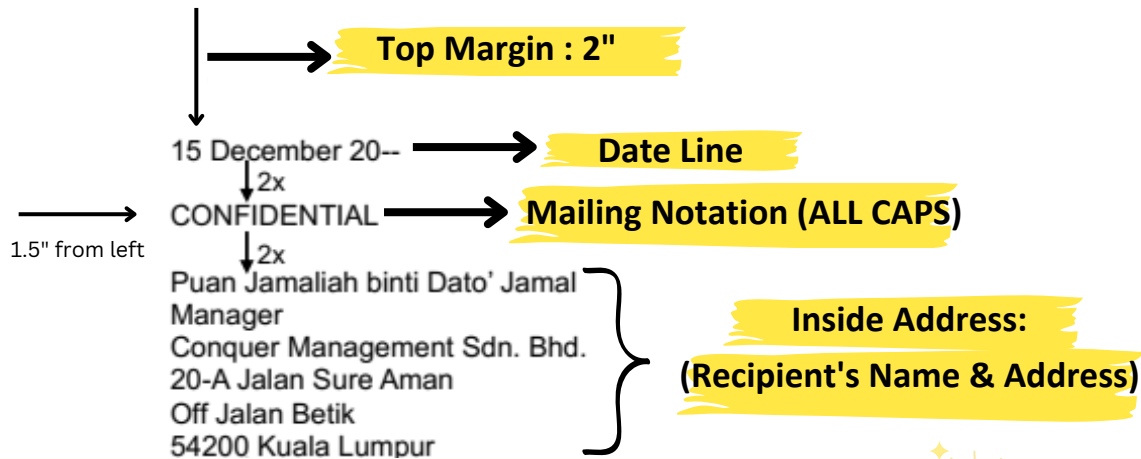 Top Margin : 2"
15 December 20-- Date Line
2x
CONFIDENTIAL Mailing Notation (ALL CAPS)
1.5" from left
2x
Puan Jamaliah binti Dato’ Jamal
Manager
Conquer Management Sdn. Bhd.
20-A Jalan Sure Aman
Off Jalan Betik
54200 Kuala Lumpur
Inside Address:
(Recipient's Name & Address)